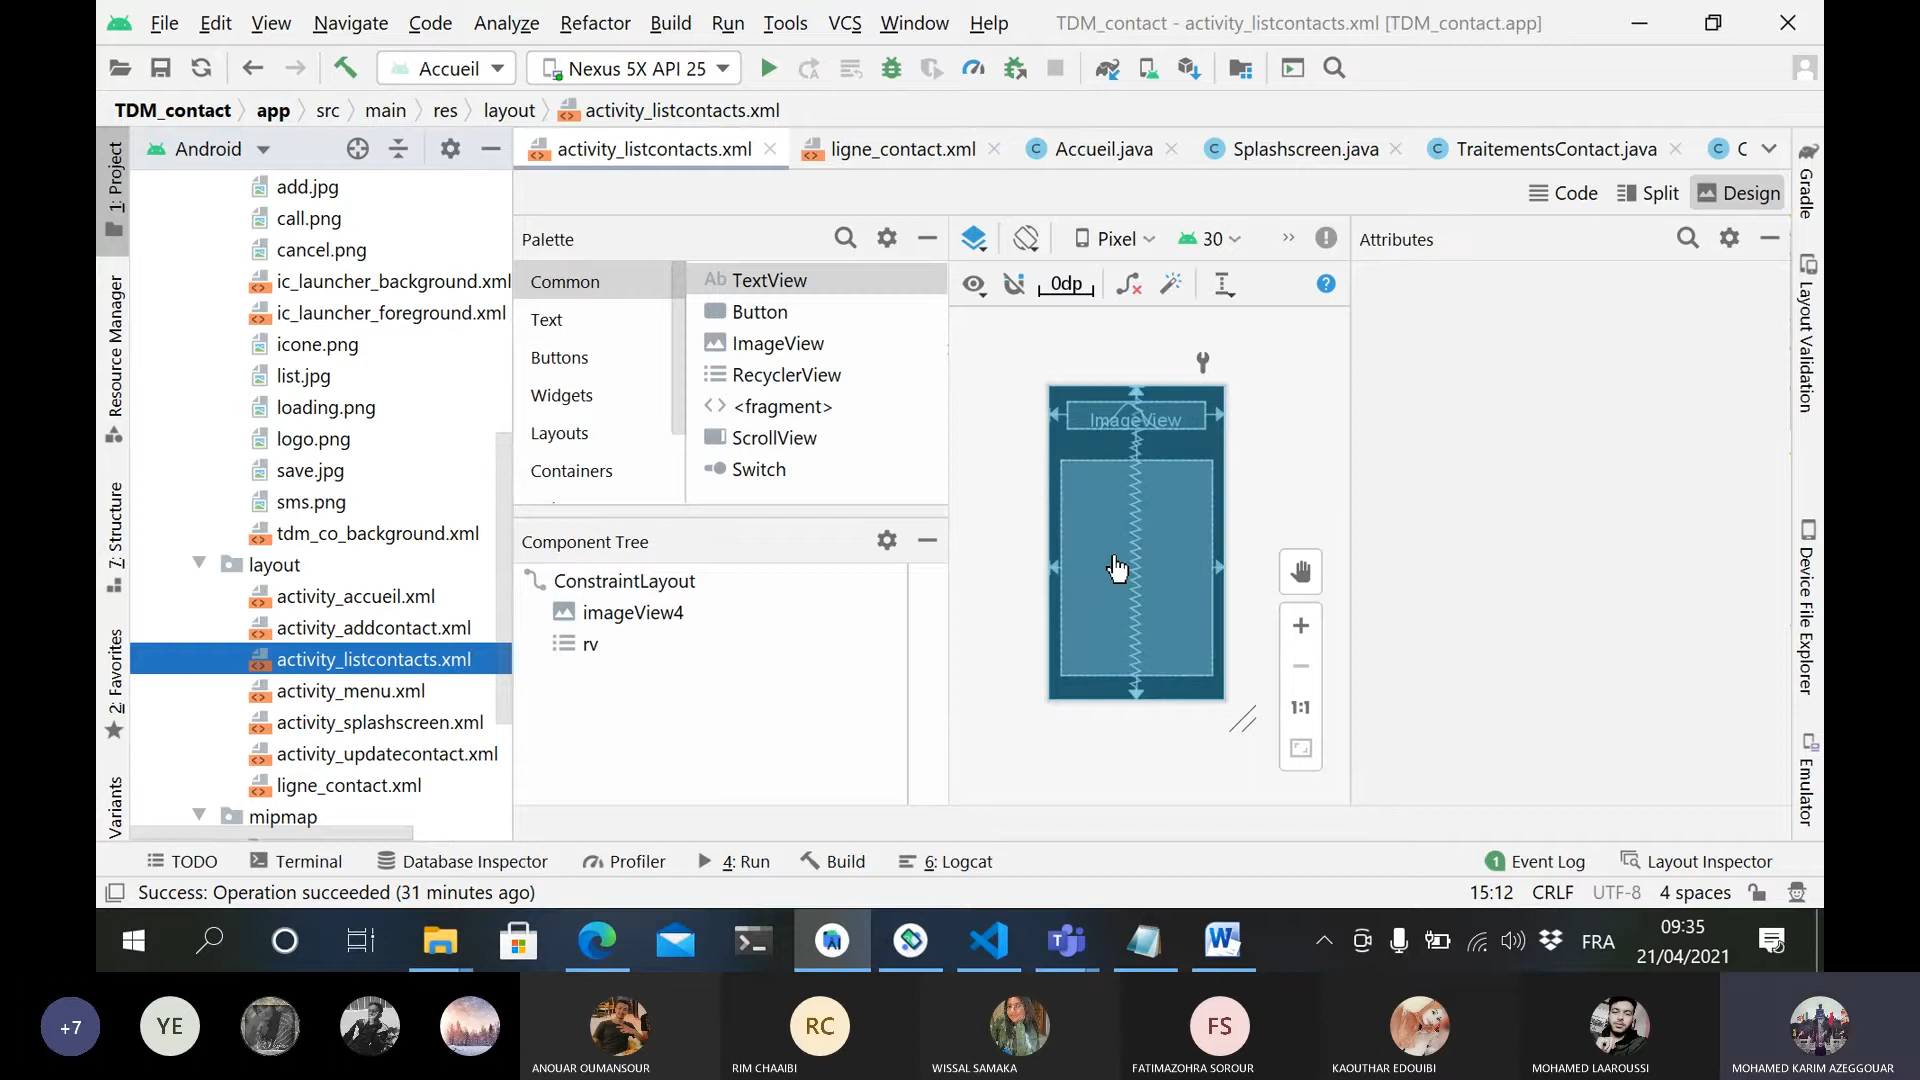 File Edit View Navigate Code Analyze Refactor Build Run Tools VCS Window Help TDM_contact - activity_listcontacts.xml [TDM_contact.app]
Accueil Nexus 5X API 25
TDM_contact app src main res layout activity_listcontacts.xml
Android activity_listcontacts.xml ligne_contact.xml Accueil.java Splashscreen.java TraitementsContact.java C
Code Split Design
1: Project
Resource Manager
7: Structure
2: Favorites
Variants
add.jpg
call.png
cancel.png
ic_launcher_background.xml
ic_launcher_foreground.xml
icone.png
list.jpg
loading.png
logo.png
save.jpg
sms.png
tdm_co_background.xml
layout
activity_accueil.xml
activity_addcontact.xml
activity_listcontacts.xml
activity_menu.xml
activity_splashscreen.xml
activity_updatecontact.xml
ligne_contact.xml
mipmap
Palette
Common
Text
Buttons
Widgets
Layouts
Containers
Ab TextView
Button
ImageView
RecyclerView
<> <fragment>
ScrollView
Switch
Component Tree
ConstraintLayout
imageView4
rv
Pixel 30 »
0dp
ImageView
1:1
Attributes
Gradle
Layout Validation
Device File Explorer
Emulator
TODO Terminal Database Inspector Profiler 4: Run Build 6: Logcat 1 Event Log Layout Inspector
Success: Operation succeeded (31 minutes ago) 15:12 CRLF UTF-8 4 spaces
FRA 09:35
21/04/2021
+7 YE RC FS
ANOUAR OUMANSOUR RIM CHAAIBI WISSAL SAMAKA FATIMAZOHRA SOROUR KAOUTHAR EDOUIBI MOHAMED LAAROUSSI MOHAMED KARIM AZEGGOUAR